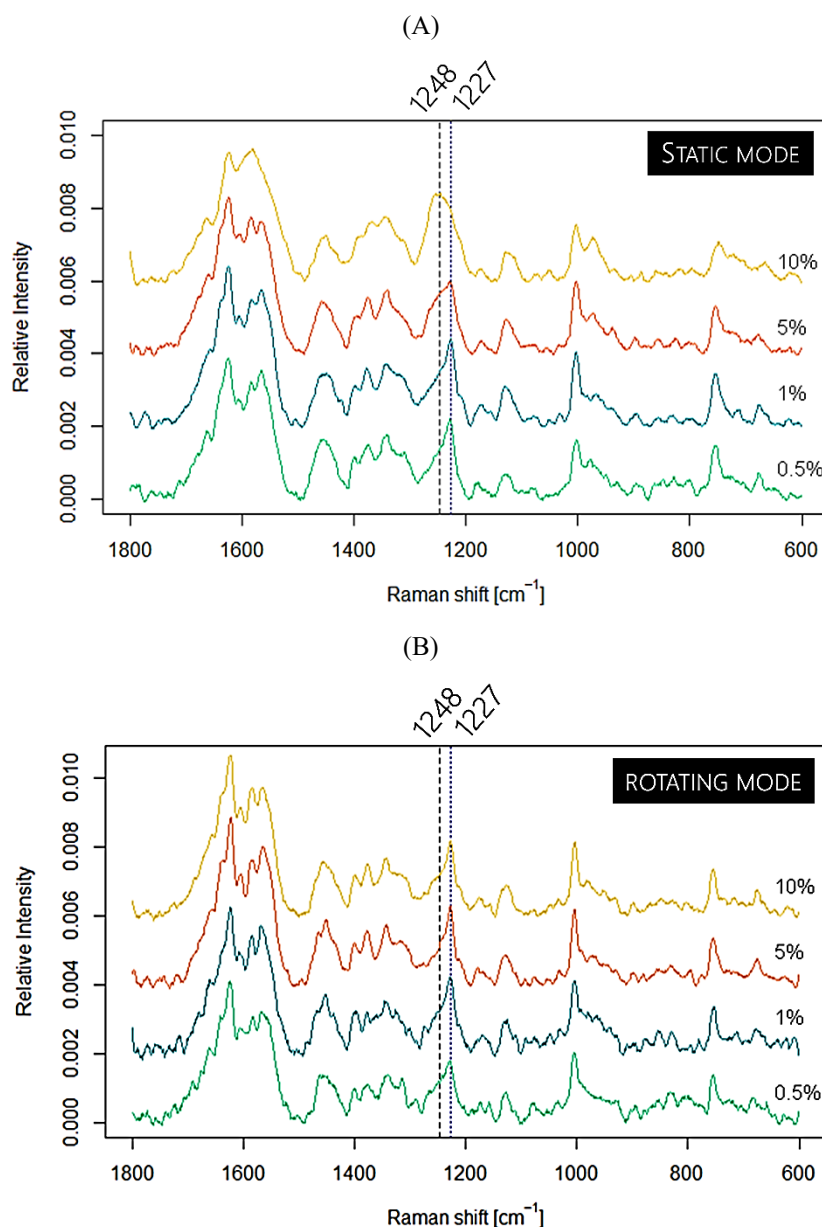 (A)
1248
1227
STATIC MODE
Relative Intensity
0.010
0.008
0.006
0.004
0.002
0.000
10%
5%
1%
0.5%
1800 1600 1400 1200 1000 800 600
Raman shift [cm⁻¹]
(B)
1248
1227
ROTATING MODE
Relative Intensity
0.010
0.008
0.006
0.004
0.002
0.000
10%
5%
1%
0.5%
1800 1600 1400 1200 1000 800 600
Raman shift [cm⁻¹]